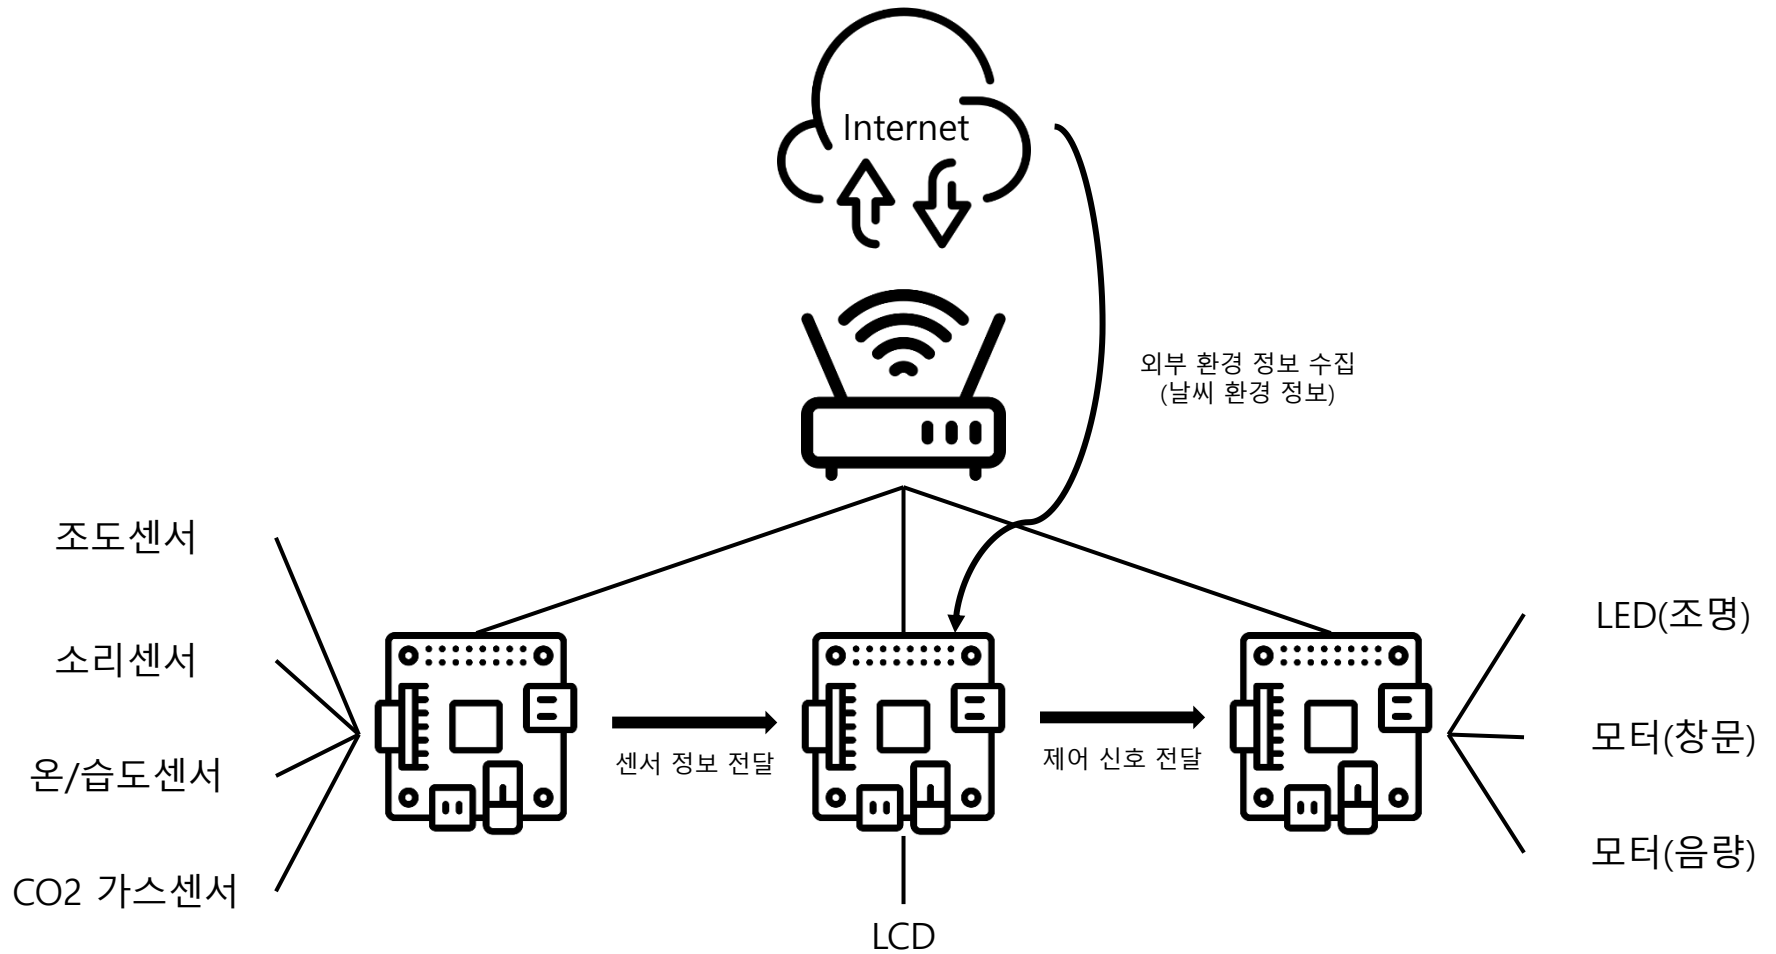 Internet
외부 환경 정보 수집
(날씨 환경 정보)
조도센서
소리센서
온/습도센서
CO2 가스센서
센서 정보 전달
제어 신호 전달
LCD
LED(조명)
모터(창문)
모터(음량)